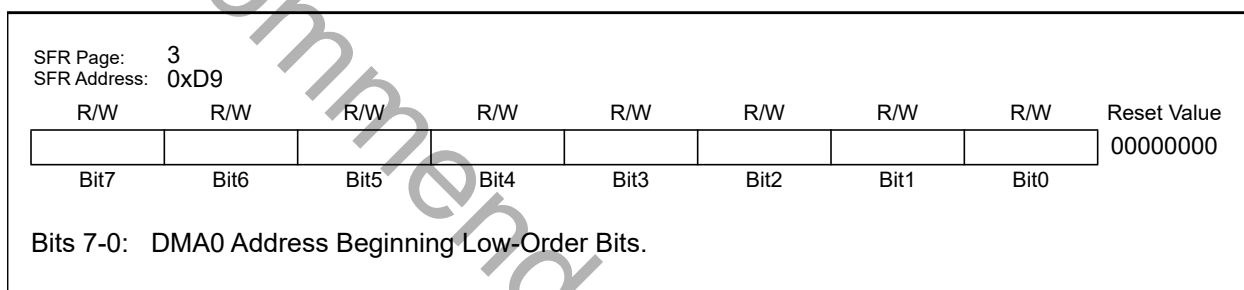 SFR Page: 3
SFR Address: 0xD9
R/W R/W R/W R/W R/W R/W R/W R/W Reset Value
00000000
Bit7 Bit6 Bit5 Bit4 Bit3 Bit2 Bit1 Bit0
Bits 7-0: DMA0 Address Beginning Low-Order Bits.